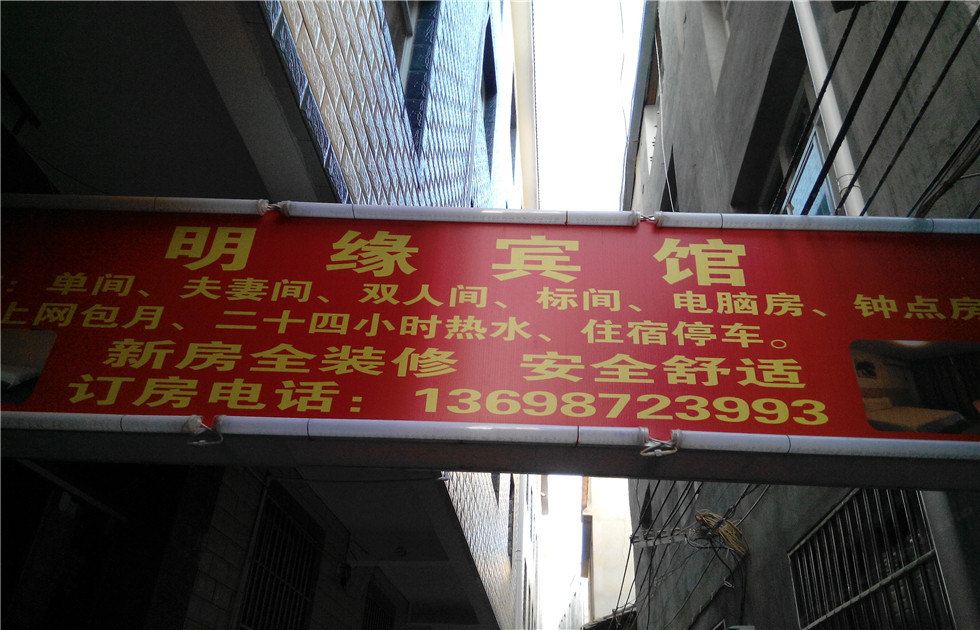 明缘宾馆
：单间、夫妻间、双人间、标间、电脑房、钟点房
上网包月、二十四小时热水、住宿停车。
新房全装修 安全舒适
订房电话：13698723993